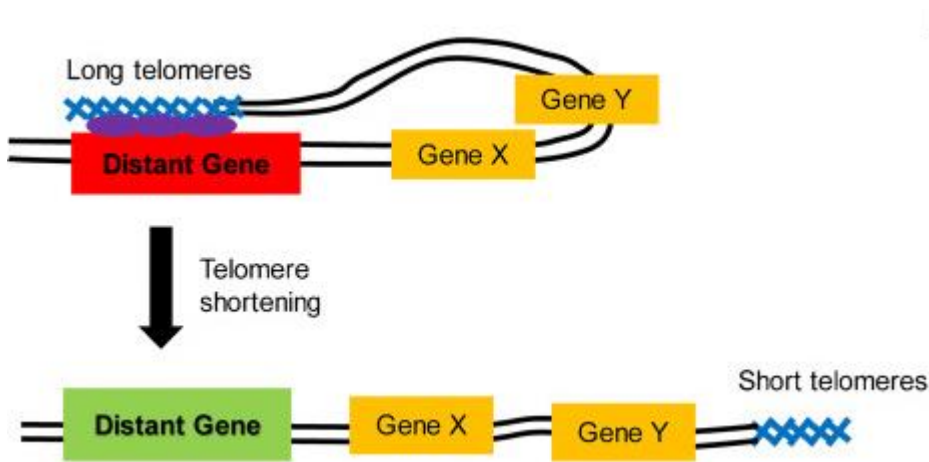 Long telomeres
Gene Y
Distant Gene
Gene X
Telomere
shortening
Short telomeres
Distant Gene
Gene X
Gene Y